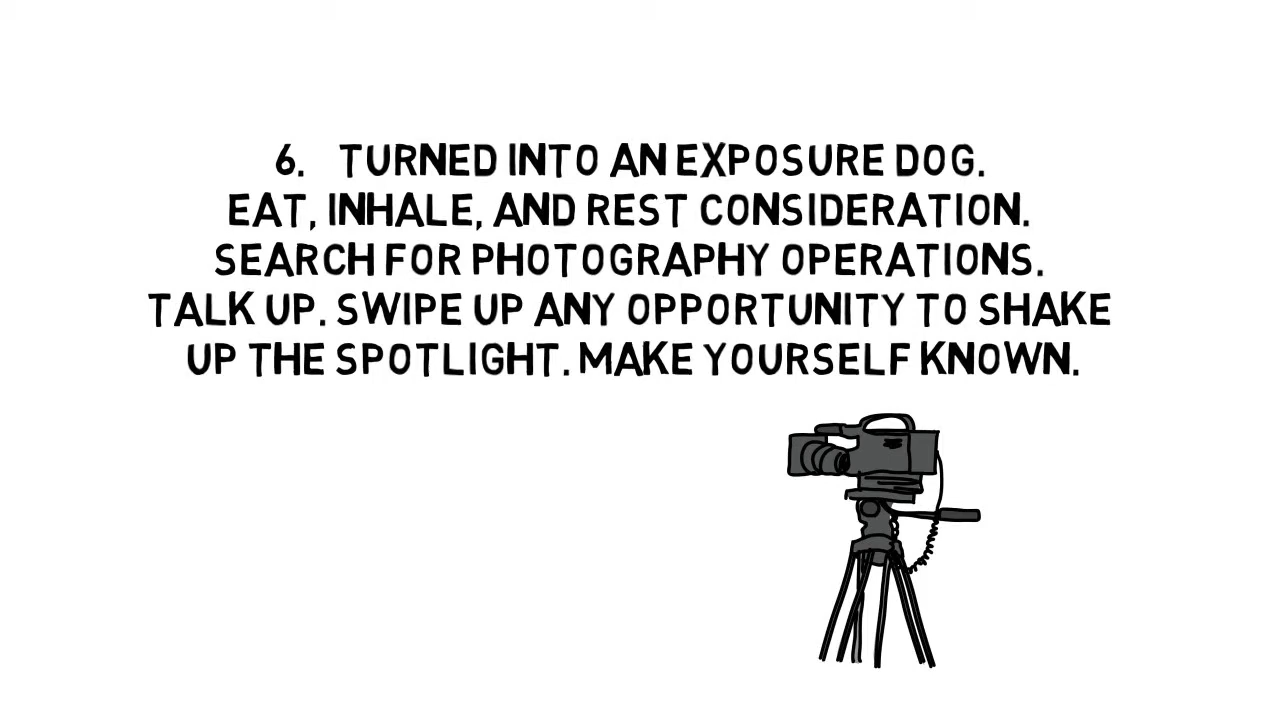 6. TURNED INTO AN EXPOSURE DOG.
EAT, INHALE, AND REST CONSIDERATION.
SEARCH FOR PHOTOGRAPHY OPERATIONS.
TALK UP. SWIPE UP ANY OPPORTUNITY TO SHAKE
UP THE SPOTLIGHT. MAKE YOURSELF KNOWN.